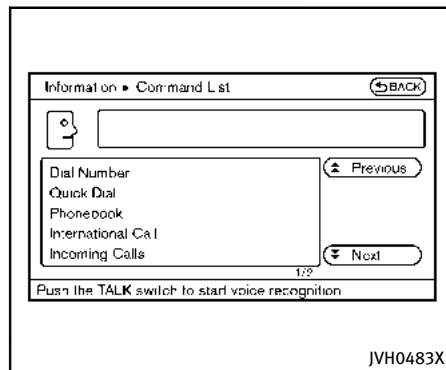 Information • Command List
BACK
Dial Number
Previous
Quick Dial
Phonebook
International Call
Incoming Calls
Next
1/2
Push the TALK switch to start voice recognition
JVH0483X